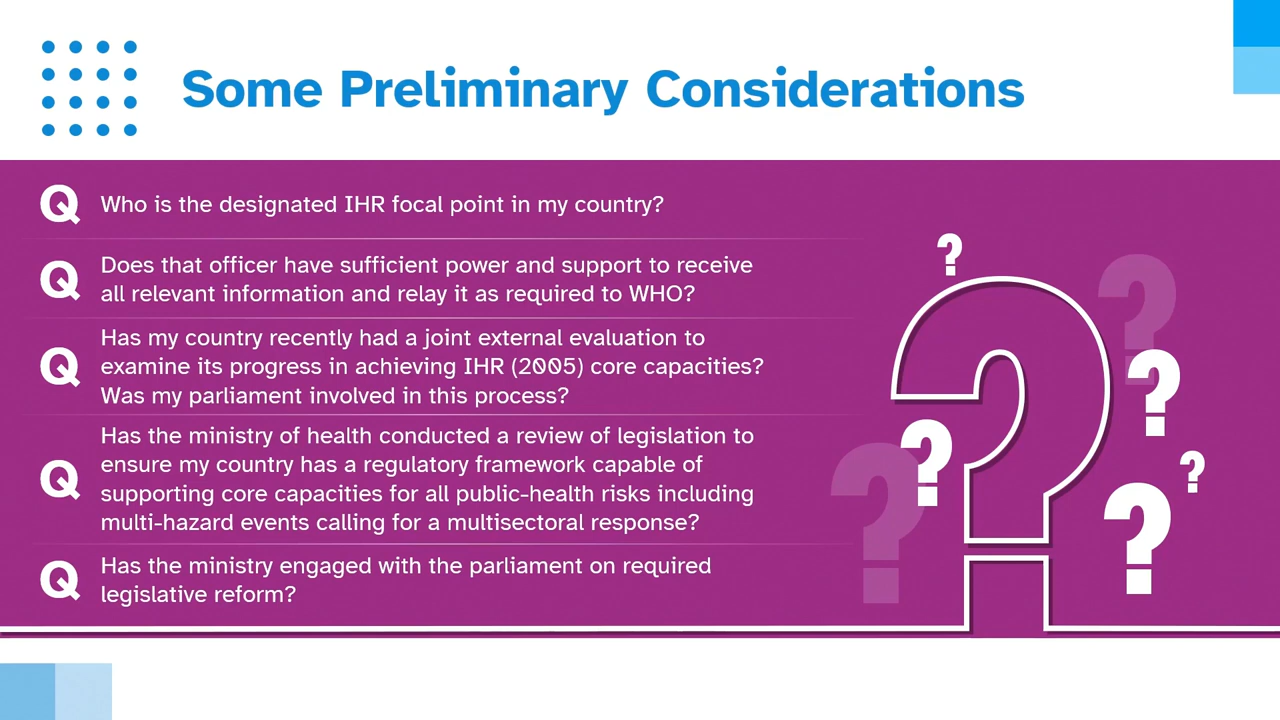 Some Preliminary Considerations
Q Who is the designated IHR focal point in my country?
Q Does that officer have sufficient power and support to receive
all relevant information and relay it as required to WHO?
Q Has my country recently had a joint external evaluation to
examine its progress in achieving IHR (2005) core capacities?
Was my parliament involved in this process?
Q Has the ministry of health conducted a review of legislation to
ensure my country has a regulatory framework capable of
supporting core capacities for all public-health risks including
multi-hazard events calling for a multisectoral response?
Q Has the ministry engaged with the parliament on required
legislative reform?